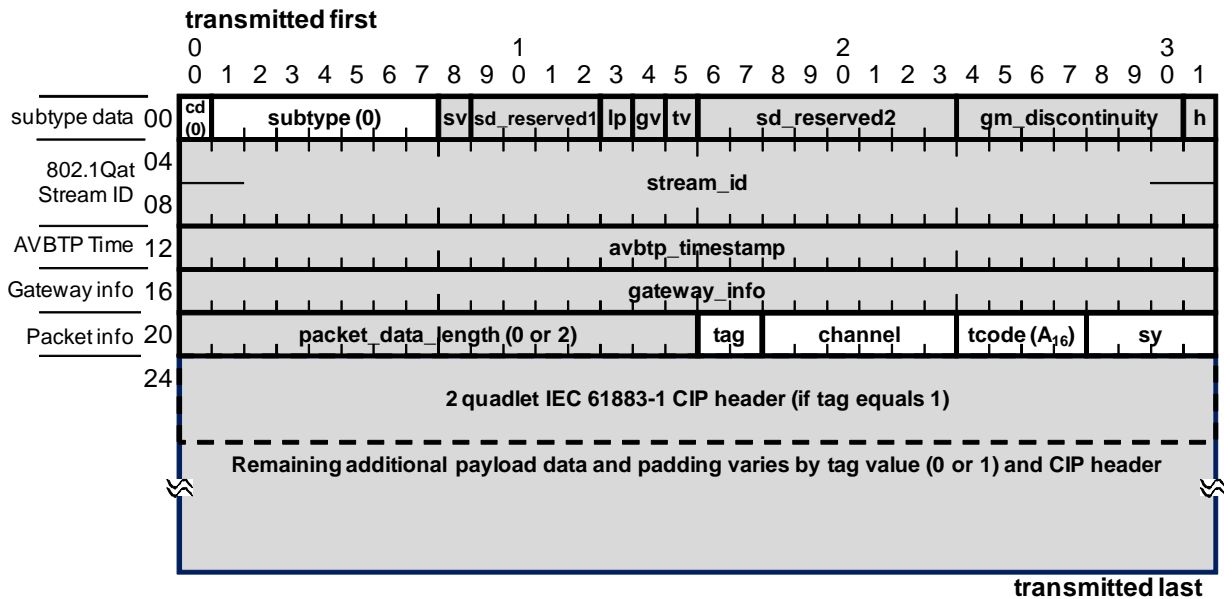 transmitted first
0 1 2 3
0 1 2 3 4 5 6 7 8 9 0 1 2 3 4 5 6 7 8 9 0 1 2 3 4 5 6 7 8 9 0 1
subtype data 00 cd (0) subtype (0) sv sd_reserved1 lp gv tv sd_reserved2 gm_discontinuity h
802.1Qat Stream ID 04
stream_id
08
AVBTP Time 12 avbtp_timestamp
Gateway info 16 gateway_info
Packet info 20 packet_data_length (0 or 2) tag channel tcode (A₁₆) sy
24
2 quadlet IEC 61883-1 CIP header (if tag equals 1)
Remaining additional payload data and padding varies by tag value (0 or 1) and CIP header
transmitted last